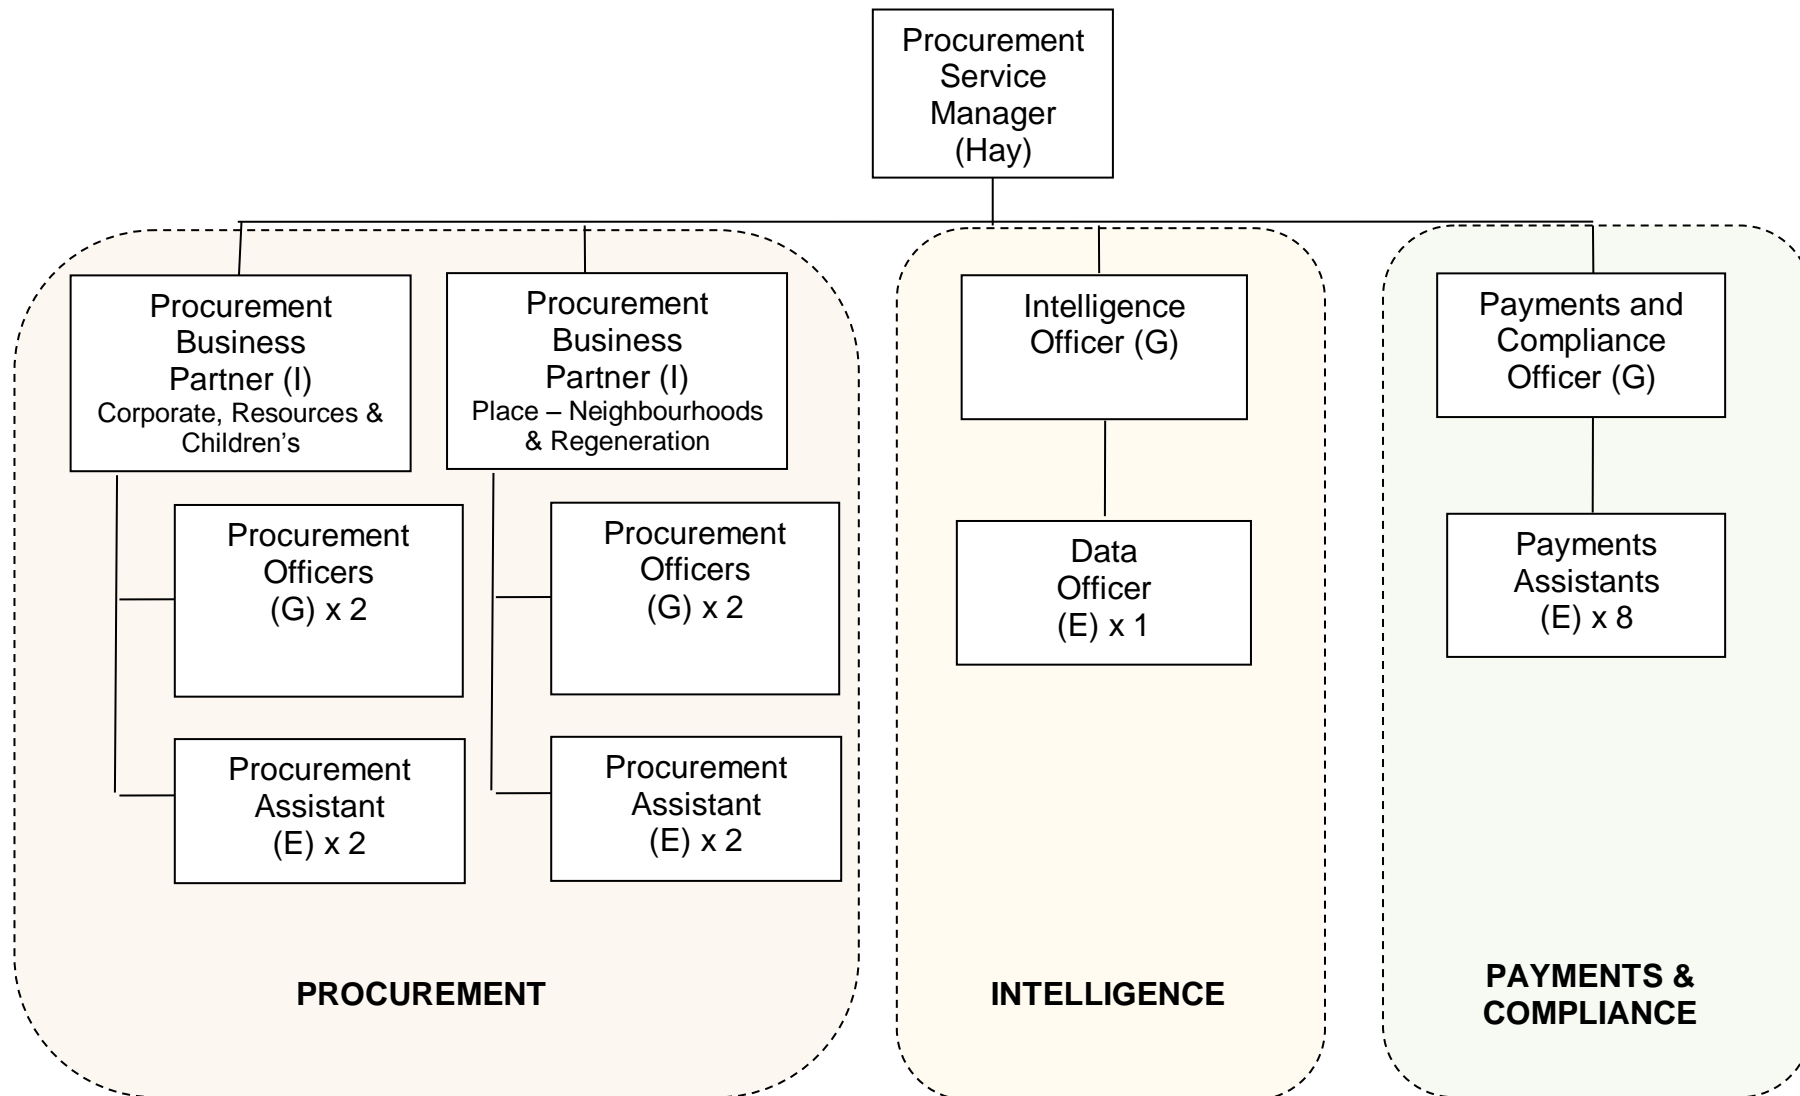 Procurement
Service
Manager
(Hay)
Procurement
Business
Partner (I)
Corporate, Resources &
Children’s
Procurement
Business
Partner (I)
Place – Neighbourhoods
& Regeneration
Intelligence
Officer (G)
Payments and
Compliance
Officer (G)
Procurement
Officers
(G) x 2
Procurement
Officers
(G) x 2
Data
Officer
(E) x 1
Payments
Assistants
(E) x 8
Procurement
Assistant
(E) x 2
Procurement
Assistant
(E) x 2
PROCUREMENT
INTELLIGENCE
PAYMENTS &
COMPLIANCE